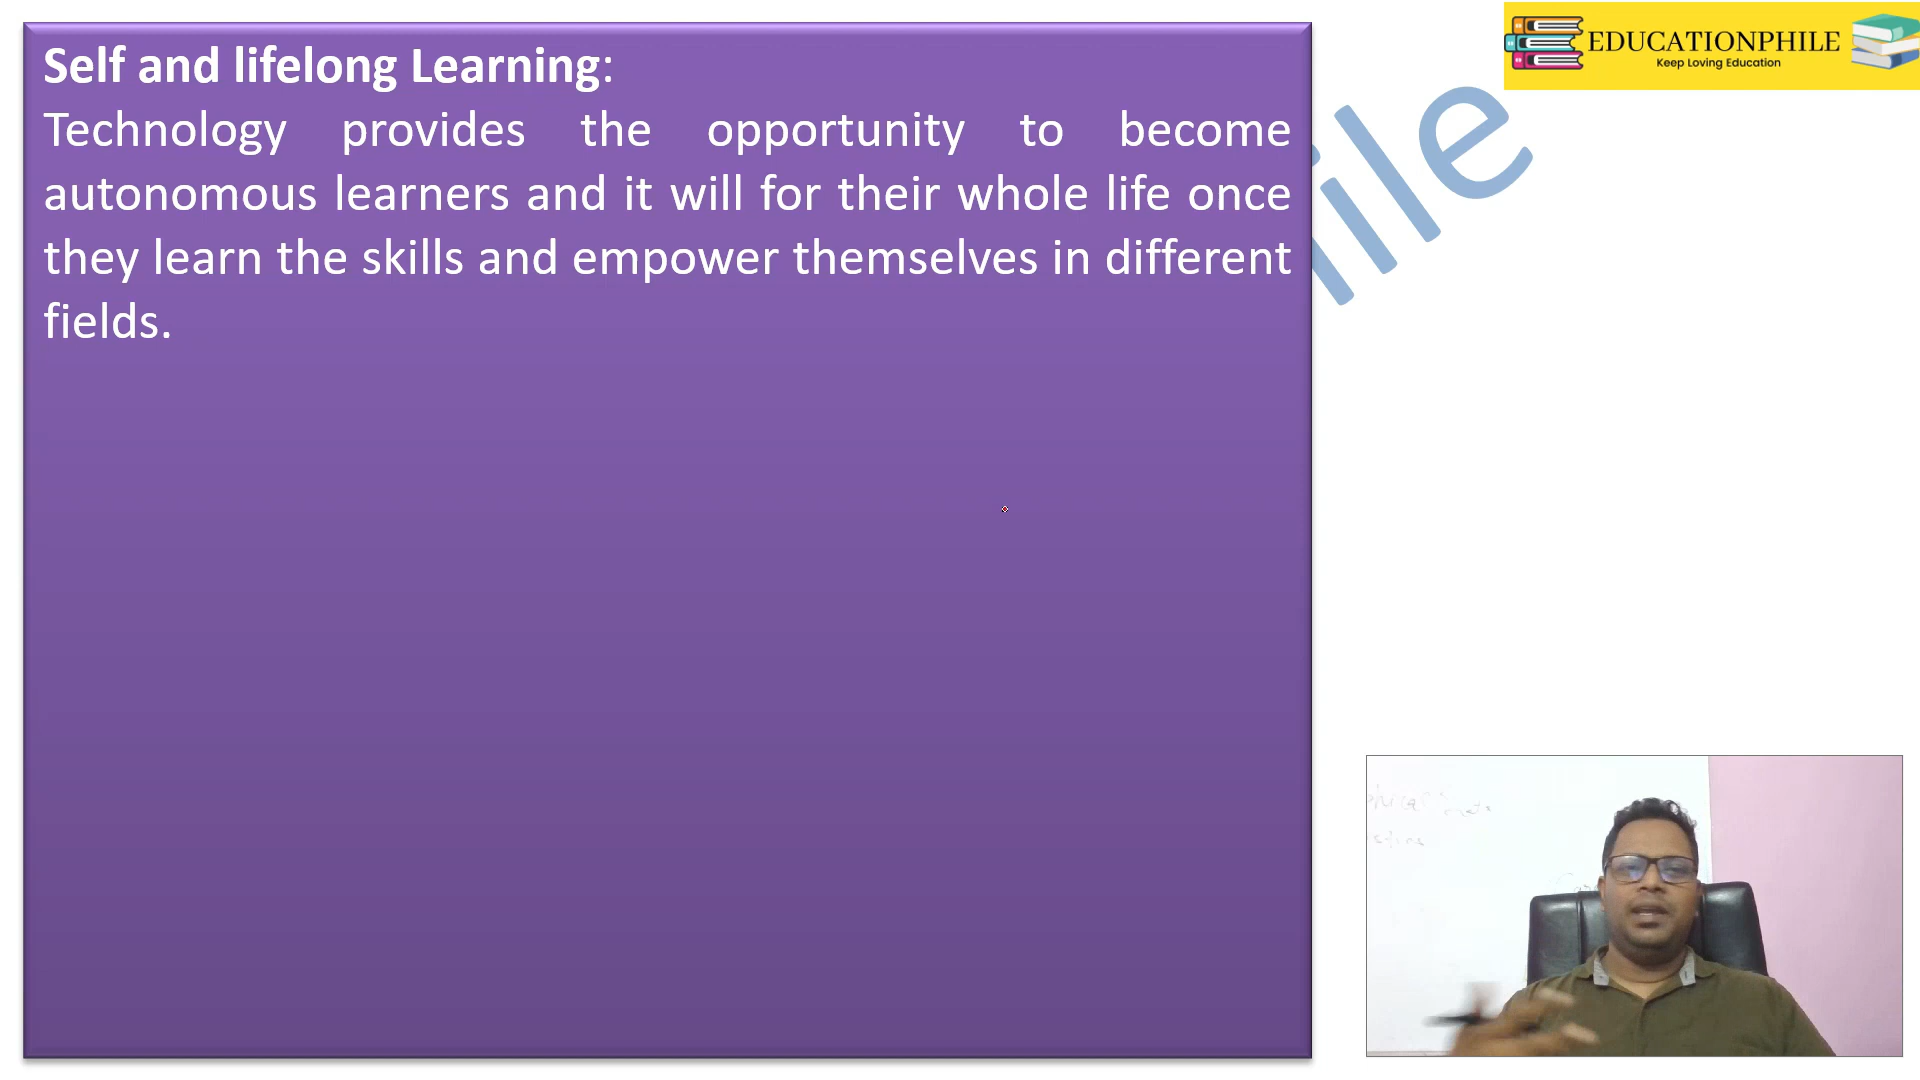 Self and lifelong Learning:
Technology provides the opportunity to become
autonomous learners and it will for their whole life once
they learn the skills and empower themselves in different
fields.
EDUCATIONPHILE
Keep Loving Education
ile